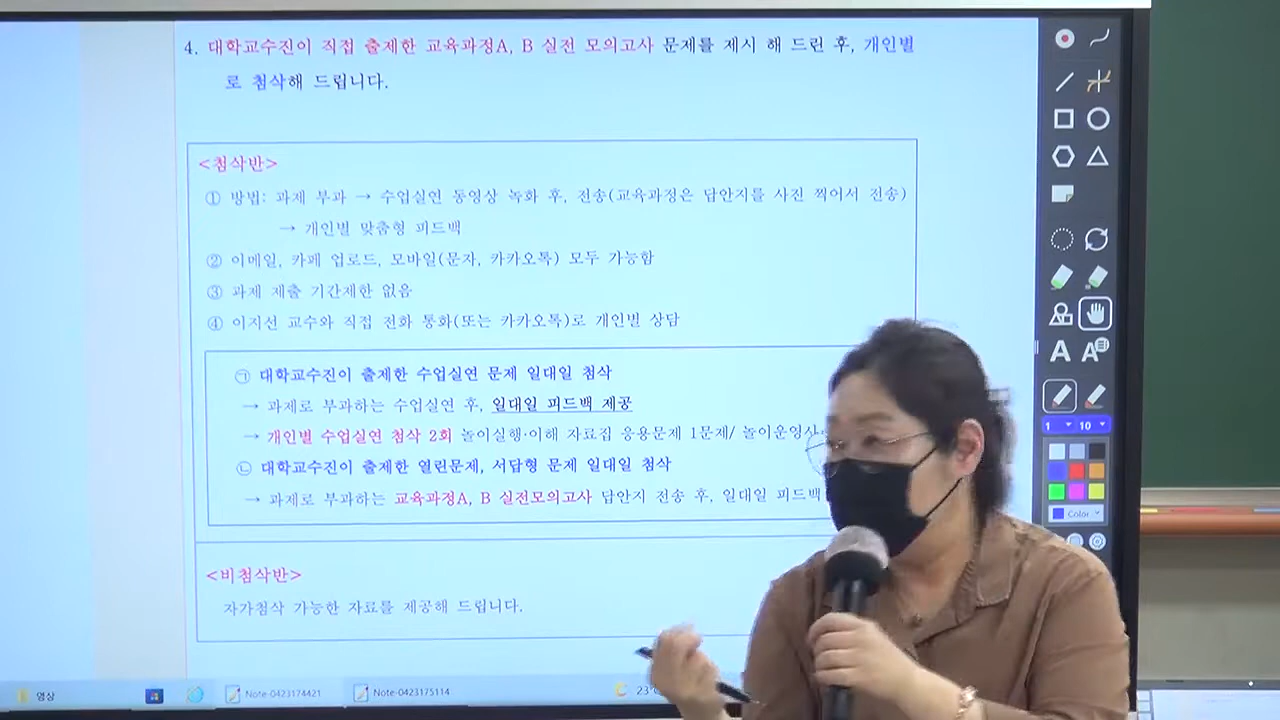 4. 대학교수진이 직접 출제한 교육과정A, B 실전 모의고사 문제를 제시 해 드린 후, 개인별
로 첨삭해 드립니다.
<첨삭반>
① 방법: 과제 부과 → 수업실연 동영상 녹화 후, 전송(교육과정은 답안지를 사진 찍어서 전송)
→ 개인별 맞춤형 피드백
② 이메일, 카페 업로드, 모바일(문자, 카카오톡) 모두 가능함
③ 과제 제출 기간제한 없음
④ 이지선 교수와 직접 전화 통화(또는 카카오톡)로 개인별 상담
㉠ 대학교수진이 출제한 수업실연 문제 일대일 첨삭
→ 과제로 부과하는 수업실연 후, 일대일 피드백 제공
→ 개인별 수업실연 첨삭 2회 놀이실행·이해 자료집 응용문제 1문제/ 놀이운영사
㉡ 대학교수진이 출제한 열린문제, 서답형 문제 일대일 첨삭
→ 과제로 부과하는 교육과정A, B 실전모의고사 답안지 전송 후, 일대일 피드백
<비첨삭반>
자가첨삭 가능한 자료를 제공해 드립니다.
A A
1 10
Color
영상 Note-0423174421 Note-0423175114 23°